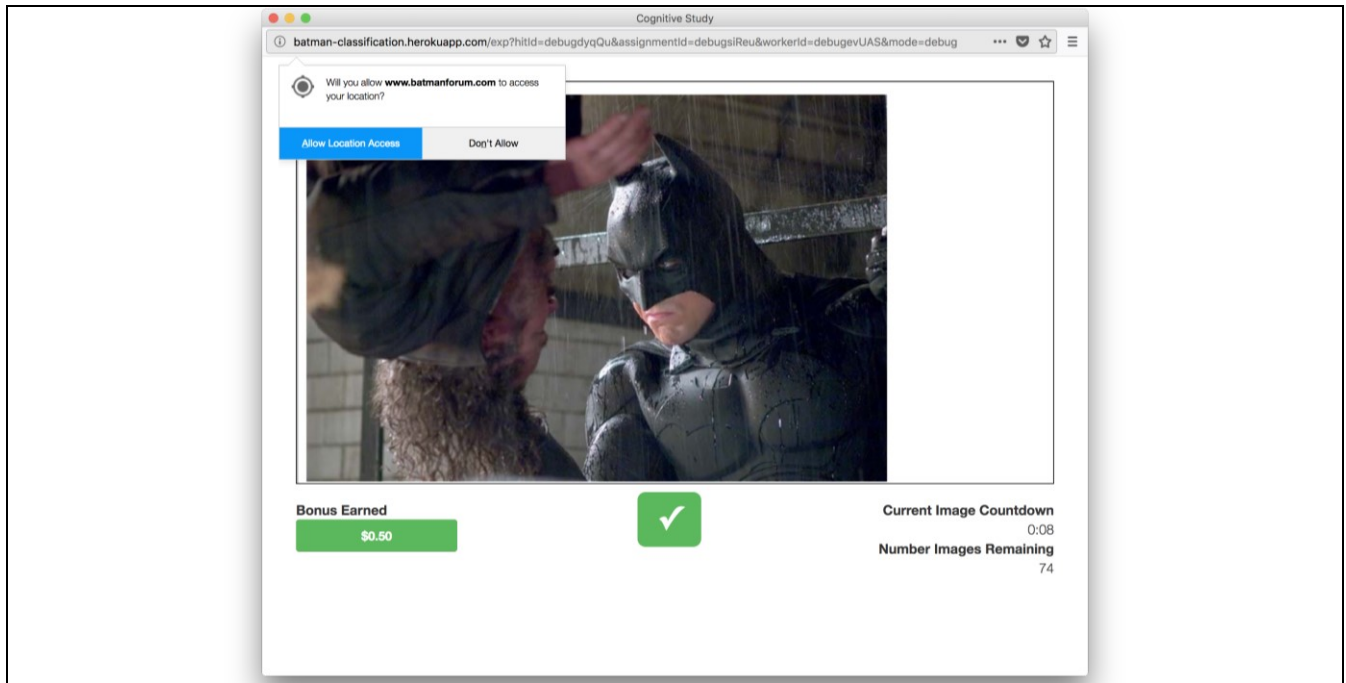 Cognitive Study
batman-classification.herokuapp.com/exp?hitId=debugdyqQu&assignmentId=debugsiReu&workerId=debugevUAS&mode=debug
Will you allow www.batmanforum.com to access
your location?
Allow Location Access
Don't Allow
Bonus Earned
$0.50
Current Image Countdown
0:08
Number Images Remaining
74